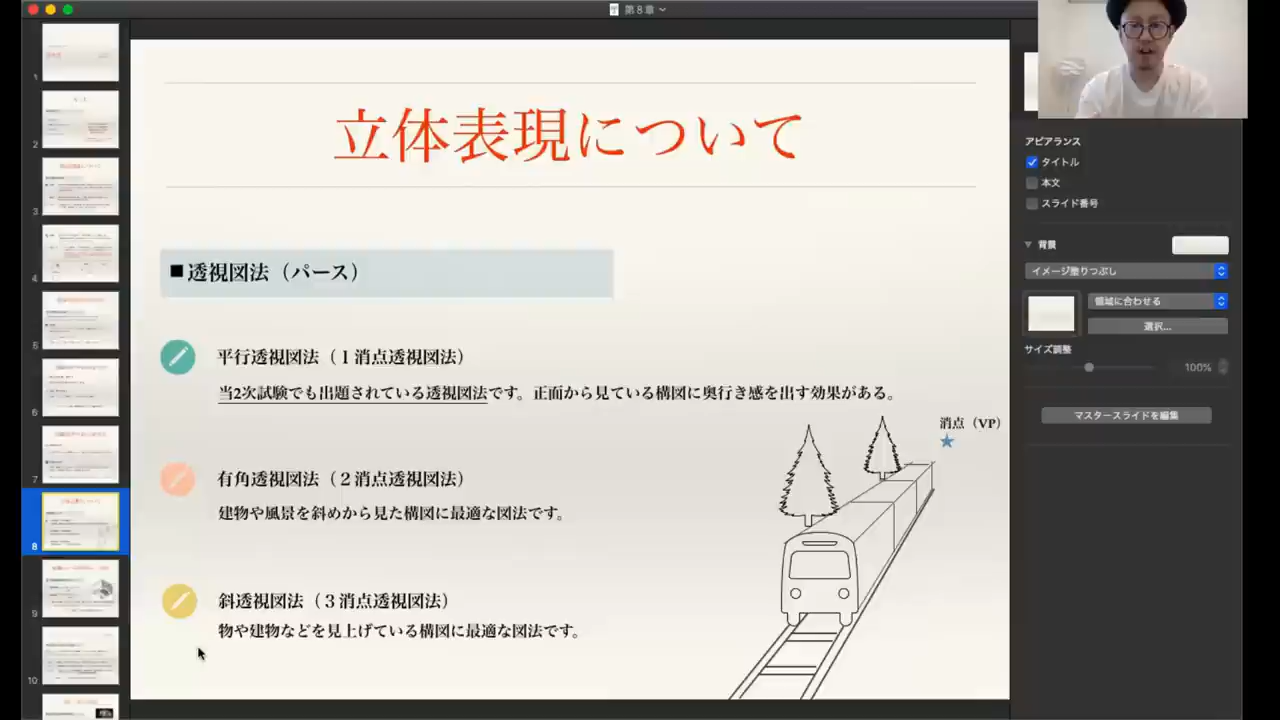 第8章
立体表現について
■透視図法（パース）
平行透視図法（１消点透視図法）
当2次試験でも出題されている透視図法です。正面から見ている構図に奥行き感を出す効果がある。
消点（VP）
有角透視図法（２消点透視図法）
建物や風景を斜めから見た構図に最適な図法です。
斜透視図法（３消点透視図法）
物や建物などを見上げている構図に最適な図法です。
アピアランス
タイトル
本文
スライド番号
背景
イメージ塗りつぶし
領域に合わせる
選択...
サイズ調整
100%
マスタースライドを編集
1
2
3
4
5
6
7
8
9
10